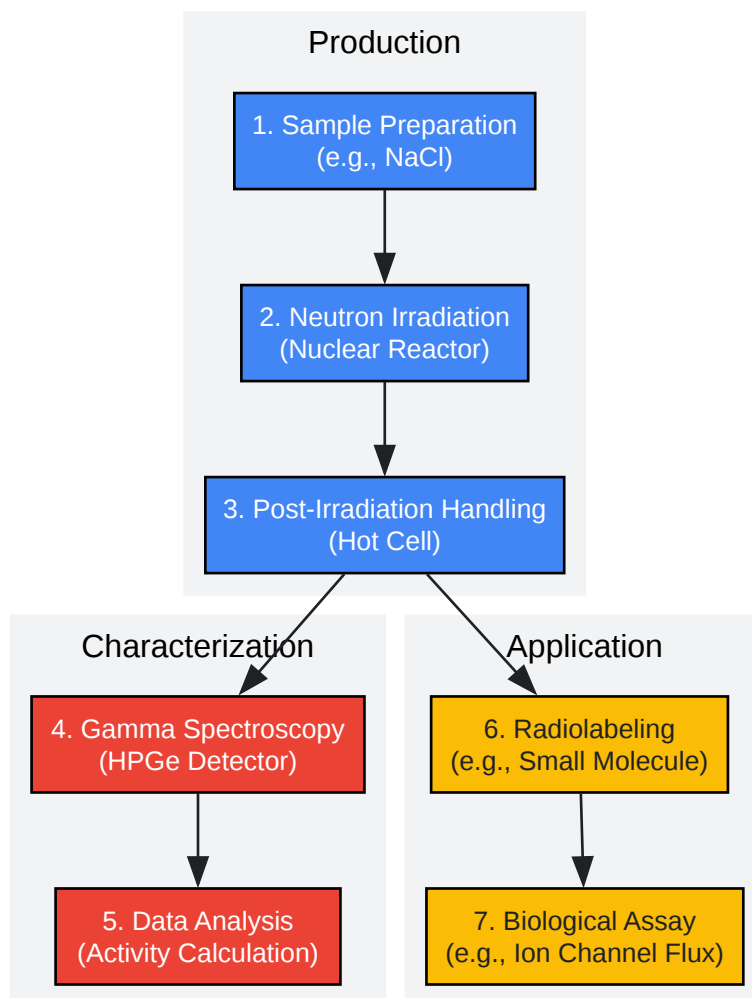 Production
1. Sample Preparation
(e.g., NaCl)
2. Neutron Irradiation
(Nuclear Reactor)
3. Post-Irradiation Handling
(Hot Cell)
Characterization
4. Gamma Spectroscopy
(HPGe Detector)
5. Data Analysis
(Activity Calculation)
Application
6. Radiolabeling
(e.g., Small Molecule)
7. Biological Assay
(e.g., Ion Channel Flux)